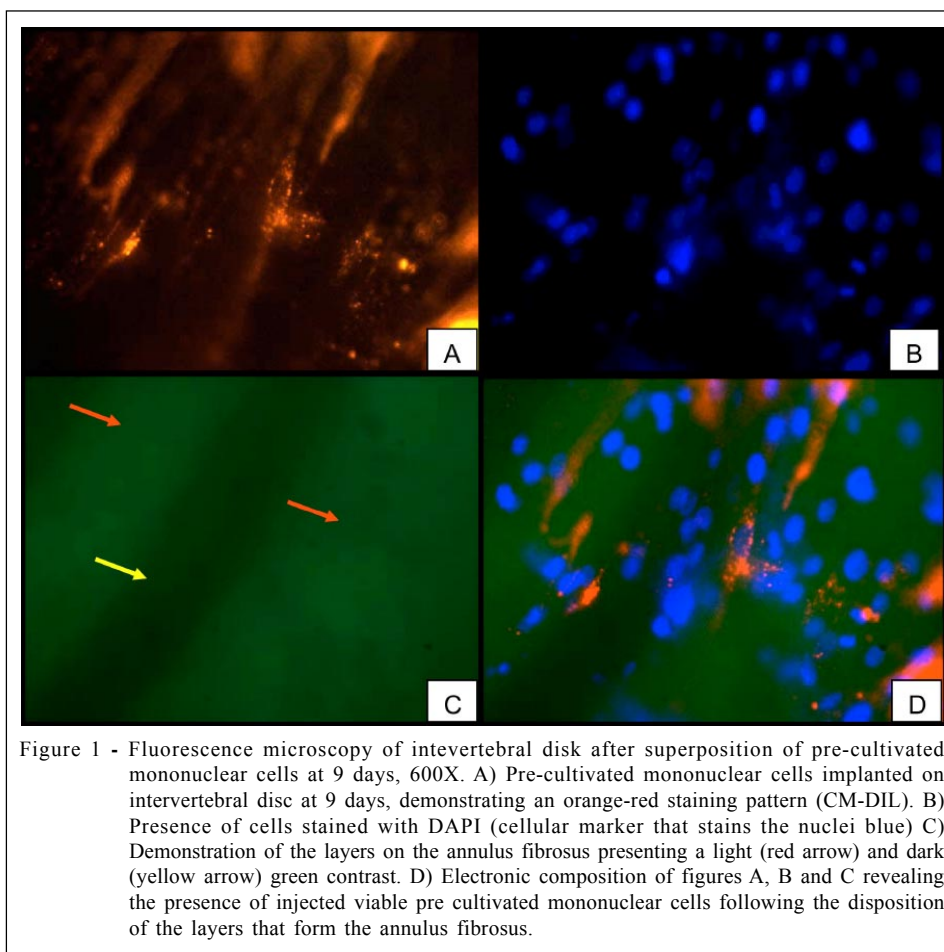 A
B
C
D
Figure 1 - Fluorescence microscopy of intevertebral disk after superposition of pre-cultivated
mononuclear cells at 9 days, 600X. A) Pre-cultivated mononuclear cells implanted on
intervertebral disc at 9 days, demonstrating an orange-red staining pattern (CM-DIL). B)
Presence of cells stained with DAPI (cellular marker that stains the nuclei blue) C)
Demonstration of the layers on the annulus fibrosus presenting a light (red arrow) and dark
(yellow arrow) green contrast. D) Electronic composition of figures A, B and C revealing
the presence of injected viable pre cultivated mononuclear cells following the disposition
of the layers that form the annulus fibrosus.